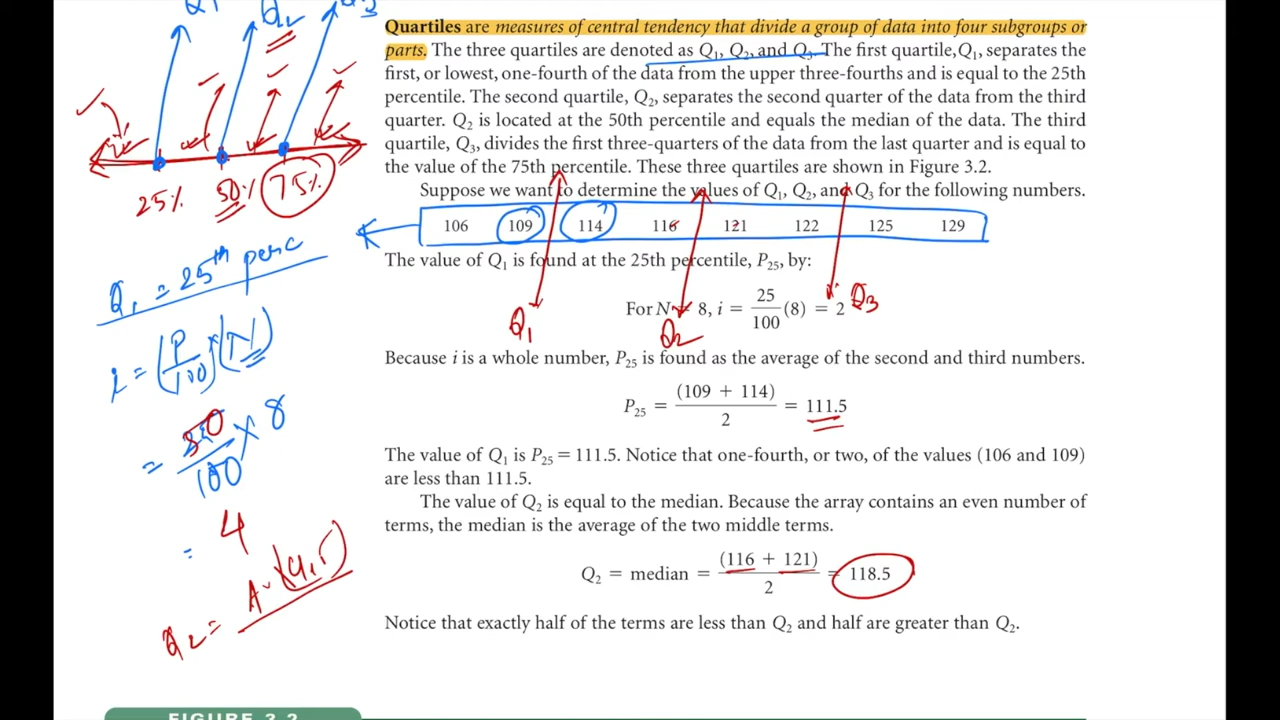 Q1 Q2 Q3
Quartiles are measures of central tendency that divide a group of data into four subgroups or
parts. The three quartiles are denoted as Q₁, Q₂, and Q₃. The first quartile, Q₁, separates the
first, or lowest, one-fourth of the data from the upper three-fourths and is equal to the 25th
percentile. The second quartile, Q₂, separates the second quarter of the data from the third
quarter. Q₂ is located at the 50th percentile and equals the median of the data. The third
quartile, Q₃, divides the first three-quarters of the data from the last quarter and is equal to
the value of the 75th percentile. These three quartiles are shown in Figure 3.2.
25% 50% 75%
Suppose we want to determine the values of Q₁, Q₂, and Q₃ for the following numbers.
106 109 114 116 121 122 125 129
The value of Q₁ is found at the 25th percentile, P₂₅, by:
For N = 8, i = 25/100 (8) = 2
Q1 Q2 Q3
Because i is a whole number, P₂₅ is found as the average of the second and third numbers.
P₂₅ = (109 + 114)/2 = 111.5
The value of Q₁ is P₂₅ = 111.5. Notice that one-fourth, or two, of the values (106 and 109)
are less than 111.5.
The value of Q₂ is equal to the median. Because the array contains an even number of
terms, the median is the average of the two middle terms.
Q₂ = median = (116 + 121)/2 = 118.5
Notice that exactly half of the terms are less than Q₂ and half are greater than Q₂.
Q1 = 25th perc
i = (P/100) × (N)
= 50/100 × 8
= 4
Q2 =
FIGURE 3.2